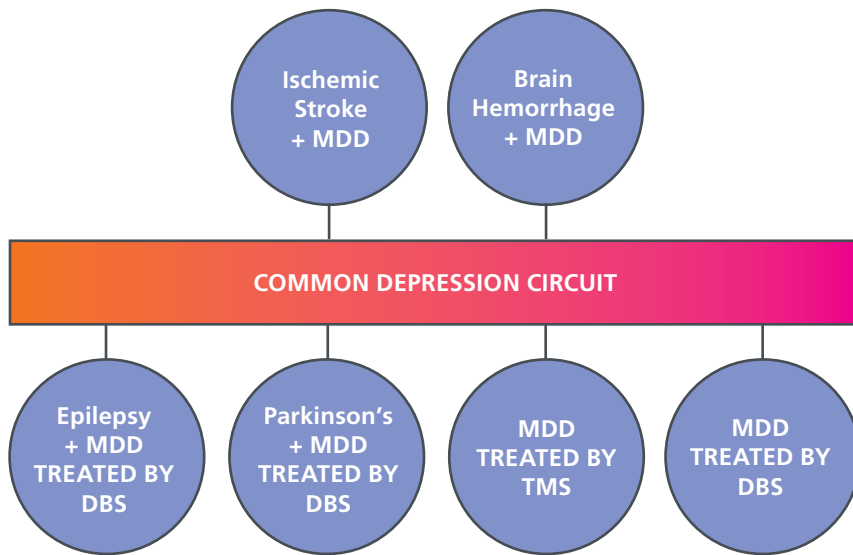 Ischemic
Stroke
+ MDD
Brain
Hemorrhage
+ MDD
COMMON DEPRESSION CIRCUIT
Epilepsy
+ MDD
TREATED BY
DBS
Parkinson’s
+ MDD
TREATED BY
DBS
MDD
TREATED BY
TMS
MDD
TREATED BY
DBS